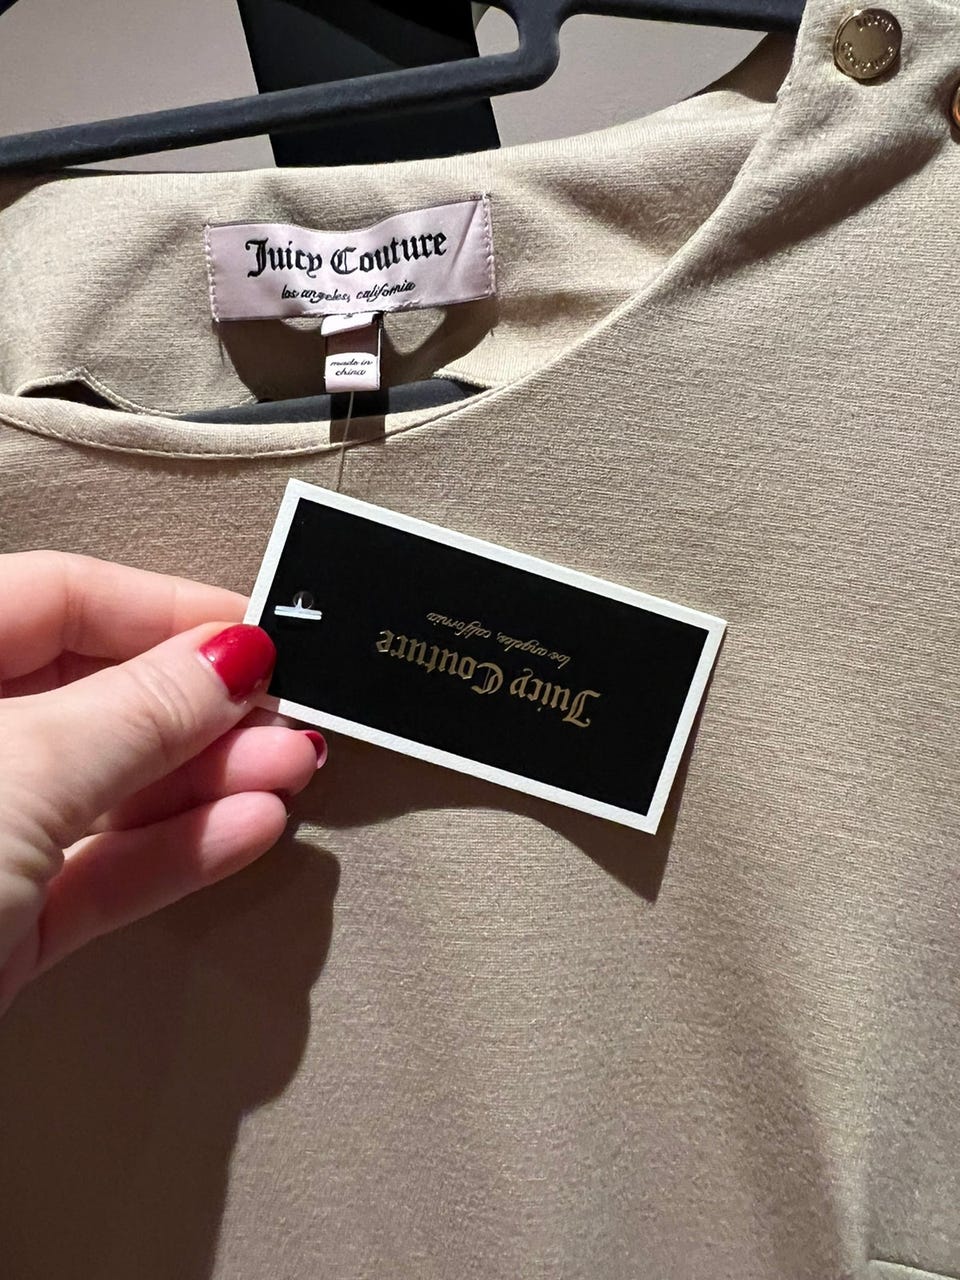 Juicy Couture
los angeles, california
made in
china
Juicy Couture
los angeles, california